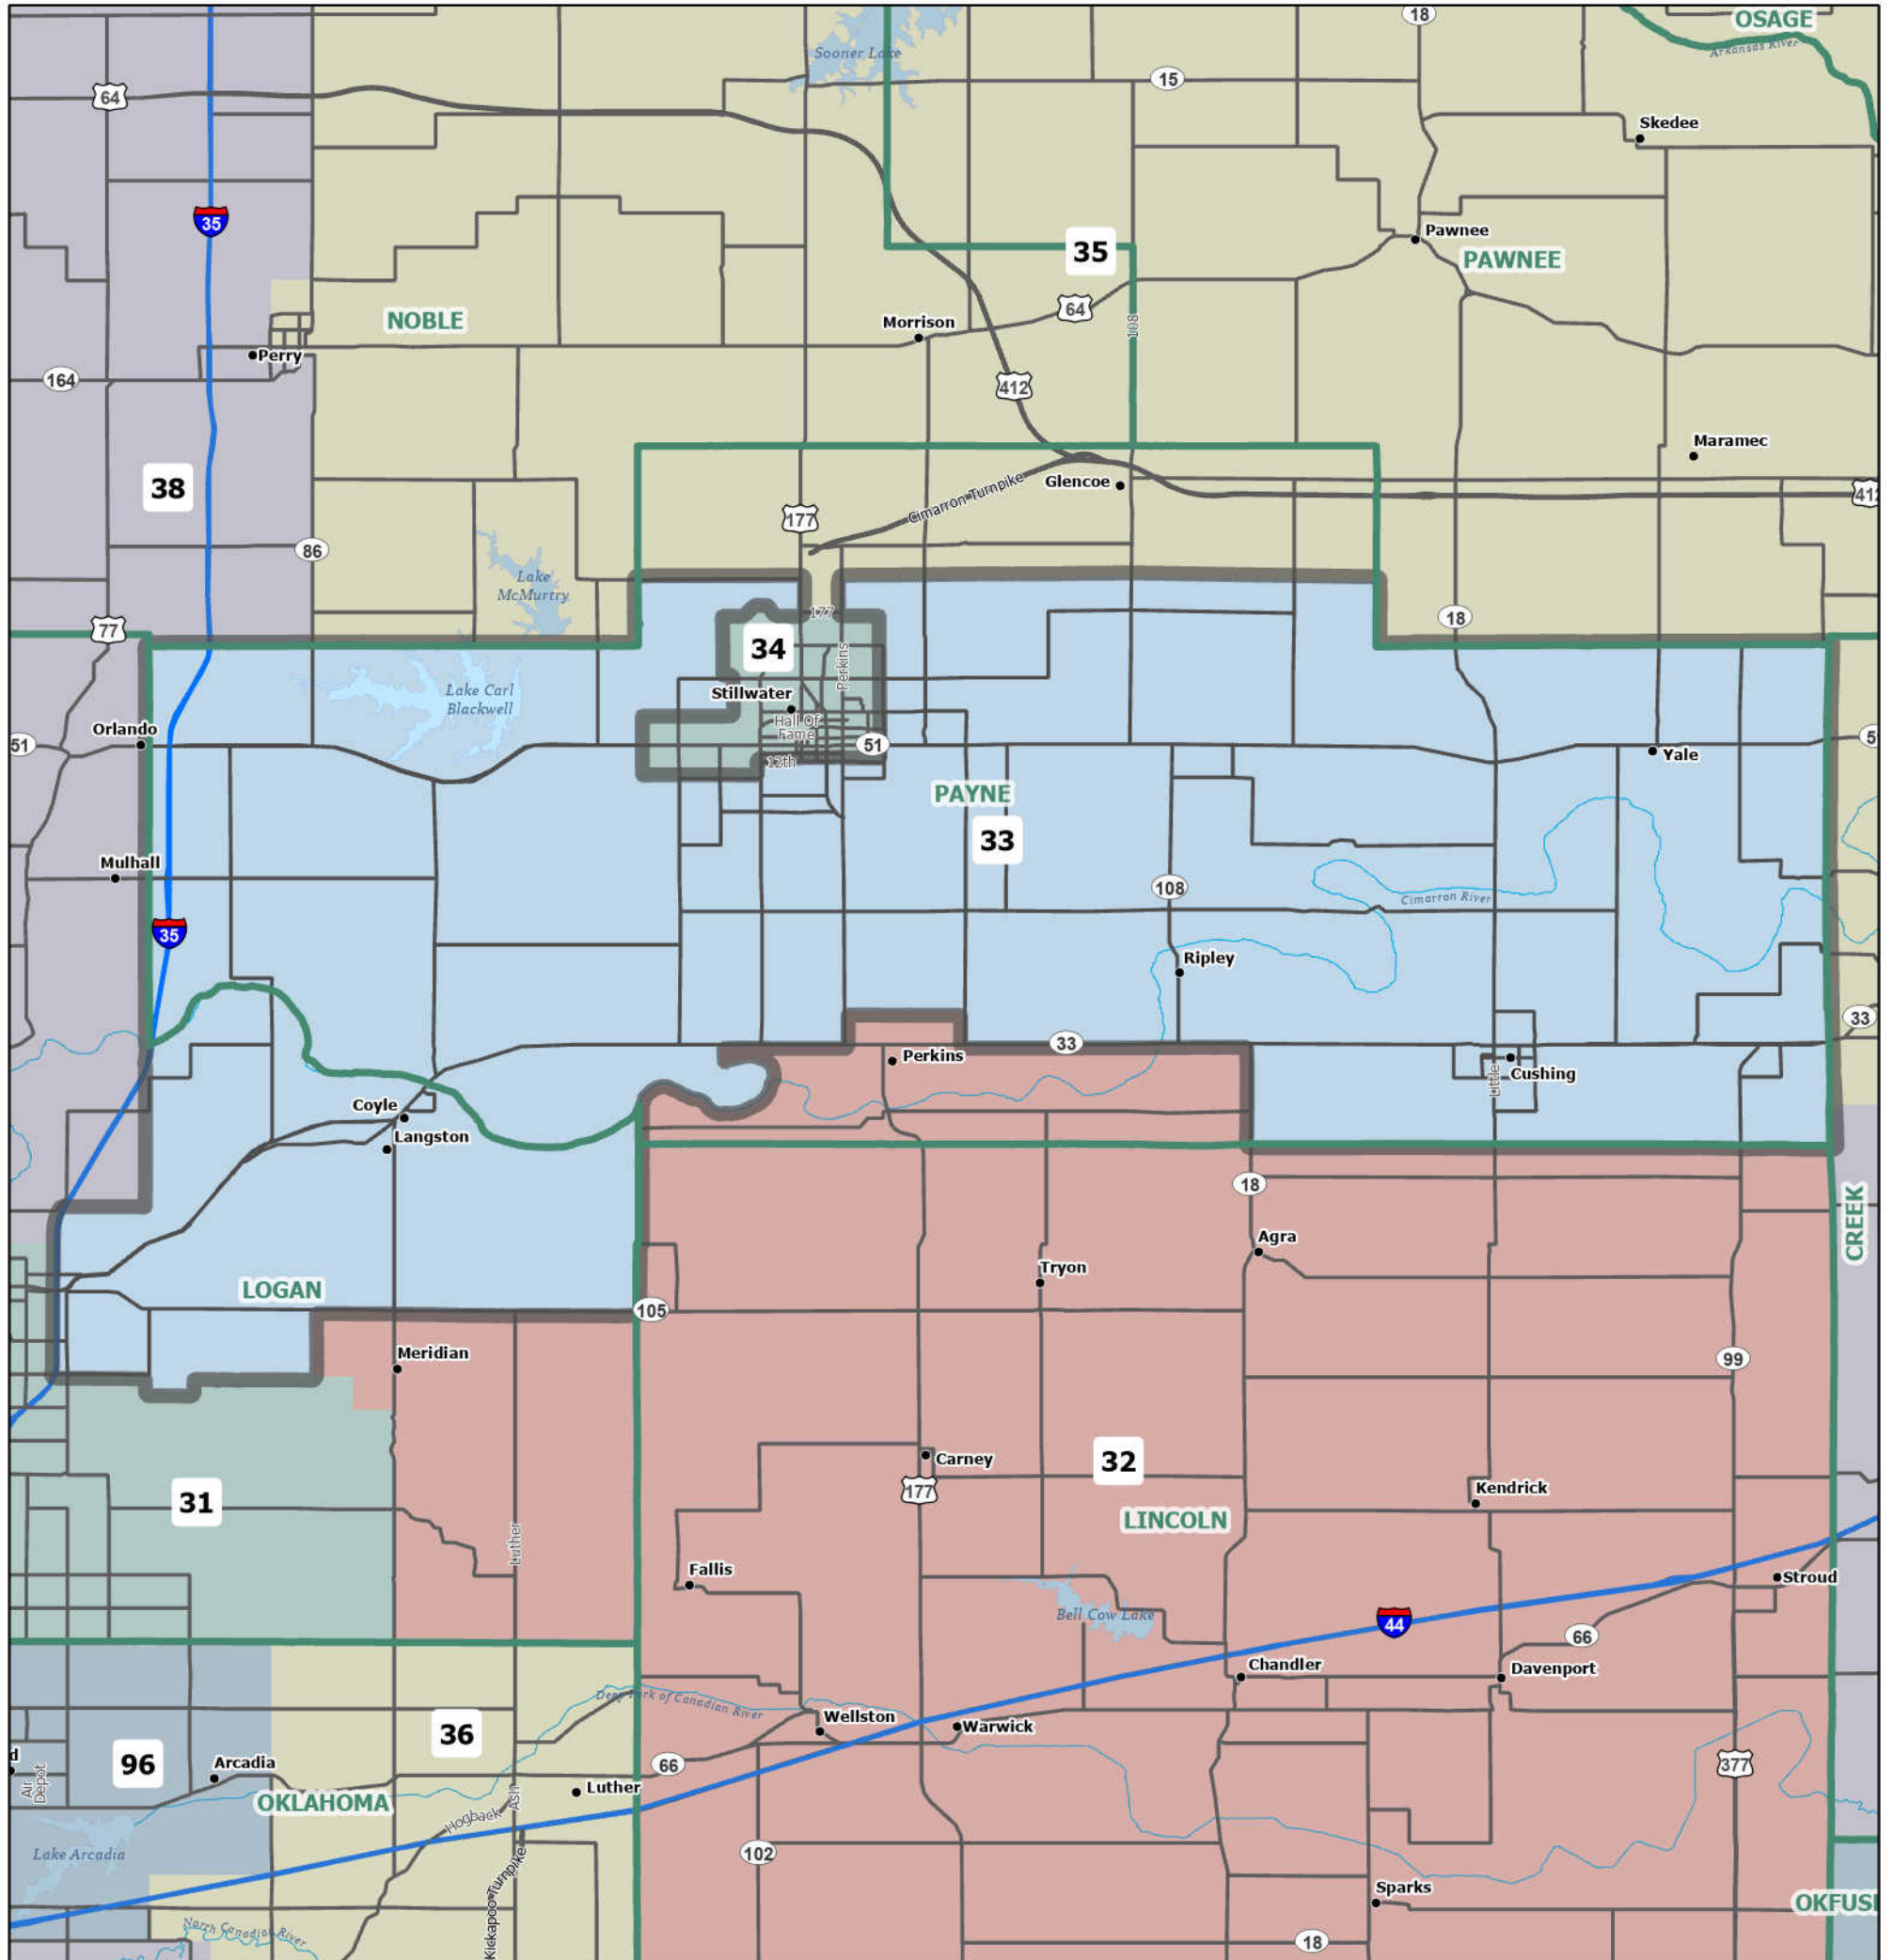 18
OSAGE
Arkansas River
Sooner Lake
15
64
Skedee
35
Pawnee
35
PAWNEE
64
108
NOBLE
Morrison
Perry
164
412
Maramec
38
Glencoe
Cimarron Turnpike
412
177
86
Lake
McMurtry
177
18
77
34
Perkins
Lake Carl
Blackwell
Stillwater
Hall Of
Fame
Orlando
51
51
12th
Yale
PAYNE
33
Mulhall
108
Cimarron River
35
Ripley
33
33
Perkins
Cushing
Little
Coyle
Langston
18
CREEK
Agra
Tryon
LOGAN
105
Meridian
99
Carney
32
177
Kendrick
31
LINCOLN
Luther
Fallis
Stroud
Bell Cow Lake
44
66
Chandler
Davenport
Deep Fork of Canadian River
Wellston
Warwick
36
96
Arcadia
66
377
Air
Depot
Luther
OKLAHOMA
Ash
Hogback
Lake Arcadia
102
Kickapoo Turnpike
Sparks
OKFUS
North Canadian River
18